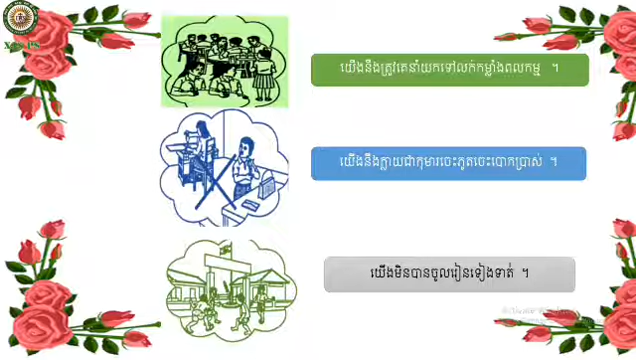 យើងនឹងត្រូវគេនាំយកទៅលក់កម្លាំងពលកម្ម ។
យើងនឹងក្លាយជាកុមារចេះភូតចេះបោកប្រាស់ ។
យើងមិនបានចូលរៀនទៀងទាត់ ។